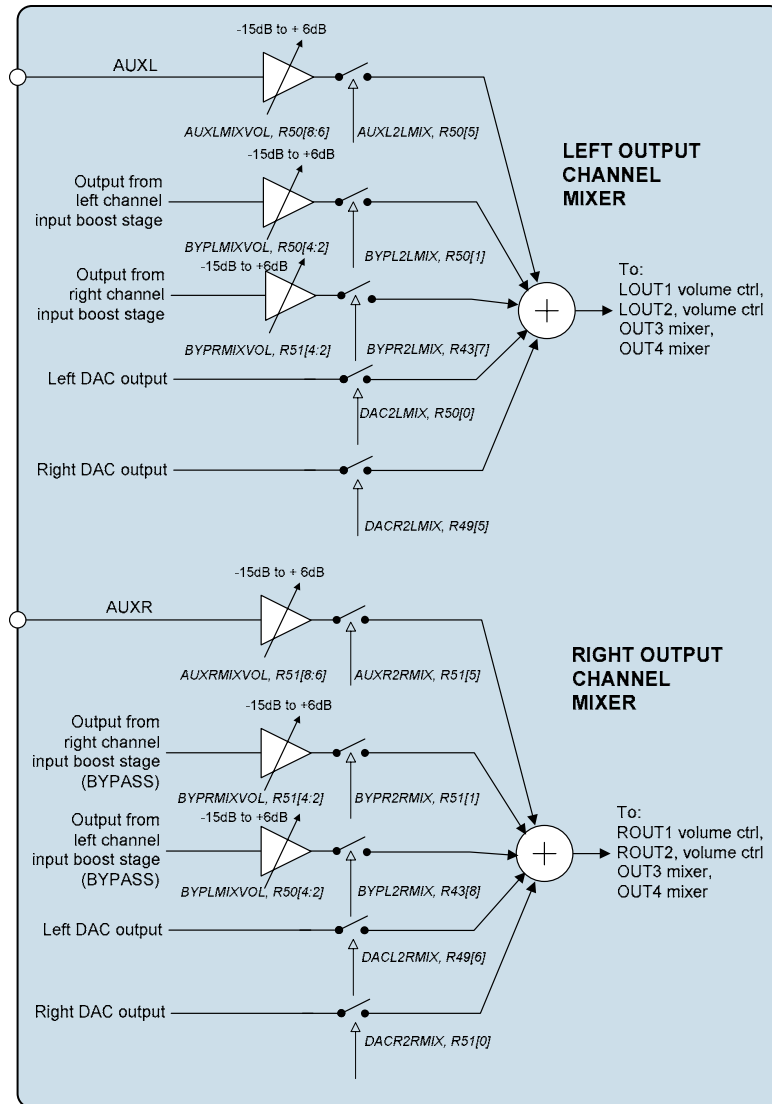 -15dB to + 6dB
AUXL
AUXLMIXVOL, R50[8:6]
AUXL2LMIX, R50[5]
LEFT OUTPUT
CHANNEL
MIXER
-15dB to +6dB
Output from
left channel
input boost stage
BYPLMIXVOL, R50[4:2]
BYPL2LMIX, R50[1]
-15dB to +6dB
Output from
right channel
input boost stage
BYPRMIXVOL, R51[4:2]
BYPR2LMIX, R43[7]
To:
LOUT1 volume ctrl,
LOUT2, volume ctrl
OUT3 mixer,
OUT4 mixer
Left DAC output
DAC2LMIX, R50[0]
Right DAC output
DACR2LMIX, R49[5]
-15dB to + 6dB
AUXR
AUXRMIXVOL, R51[8:6]
AUXR2RMIX, R51[5]
RIGHT OUTPUT
CHANNEL
MIXER
-15dB to +6dB
Output from
right channel
input boost stage
(BYPASS)
BYPRMIXVOL, R51[4:2]
BYPR2RMIX, R51[1]
-15dB to +6dB
Output from
left channel
input boost stage
(BYPASS)
BYPLMIXVOL, R50[4:2]
BYPL2RMIX, R43[8]
To:
ROUT1 volume ctrl,
ROUT2, volume ctrl
OUT3 mixer,
OUT4 mixer
Left DAC output
DACL2RMIX, R49[6]
Right DAC output
DACR2RMIX, R51[0]